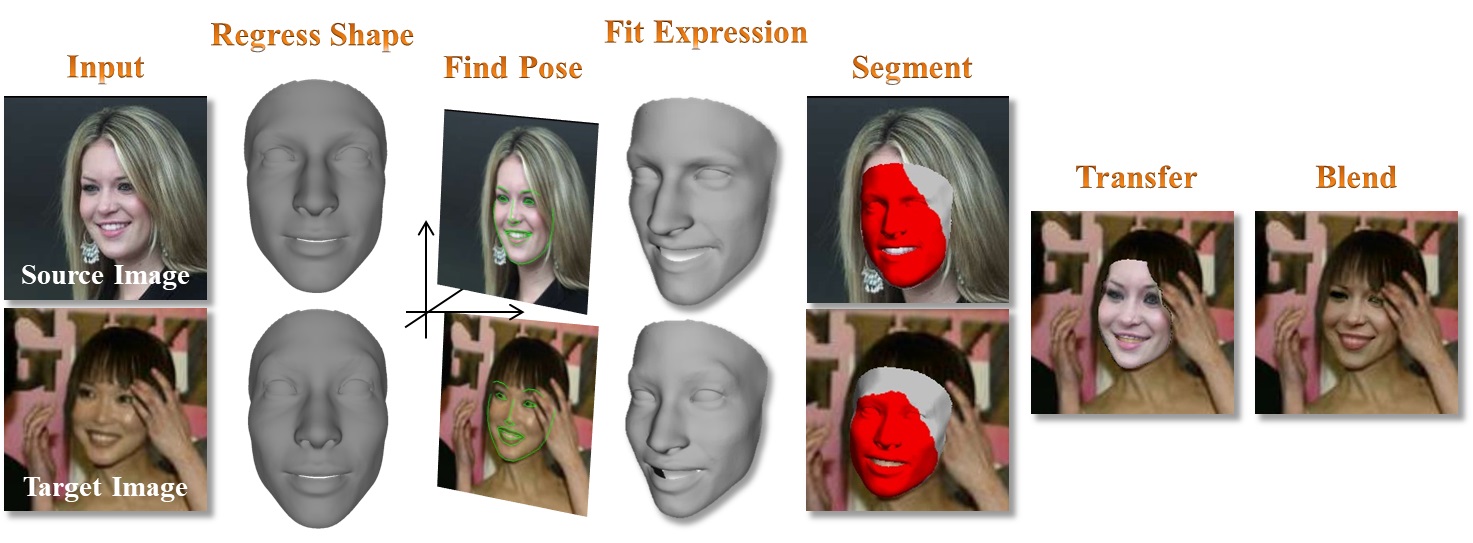 Input
Regress Shape
Find Pose
Fit Expression
Segment
Transfer
Blend
Source Image
Target Image